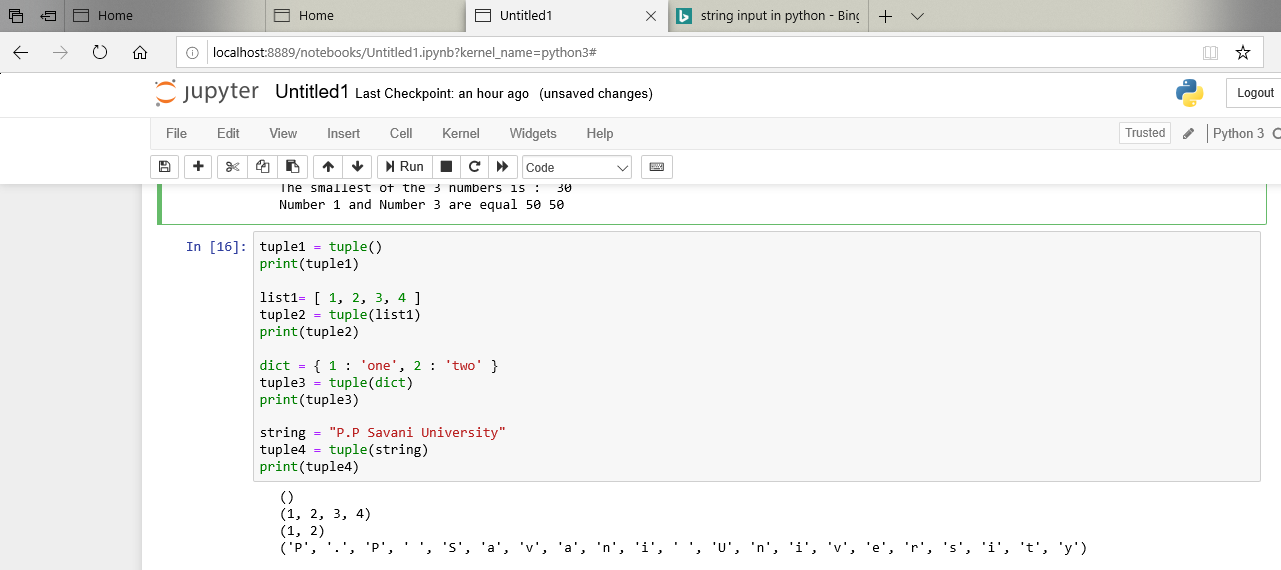 Home
Home
Untitled1
string input in python - Bing
localhost:8889/notebooks/Untitled1.ipynb?kernel_name=python3#
jupyter Untitled1 Last Checkpoint: an hour ago (unsaved changes)
Logout
File Edit View Insert Cell Kernel Widgets Help
Trusted
Python 3
Run
Code
The smallest of the 3 numbers is :  30
Number 1 and Number 3 are equal 50 50
In [16]:
tuple1 = tuple()
print(tuple1)
list1= [ 1, 2, 3, 4 ]
tuple2 = tuple(list1)
print(tuple2)
dict = { 1 : 'one', 2 : 'two' }
tuple3 = tuple(dict)
print(tuple3)
string = "P.P Savani University"
tuple4 = tuple(string)
print(tuple4)
()
(1, 2, 3, 4)
(1, 2)
('P', '.', 'P', ' ', 'S', 'a', 'v', 'a', 'n', 'i', ' ', 'U', 'n', 'i', 'v', 'e', 'r', 's', 'i', 't', 'y')